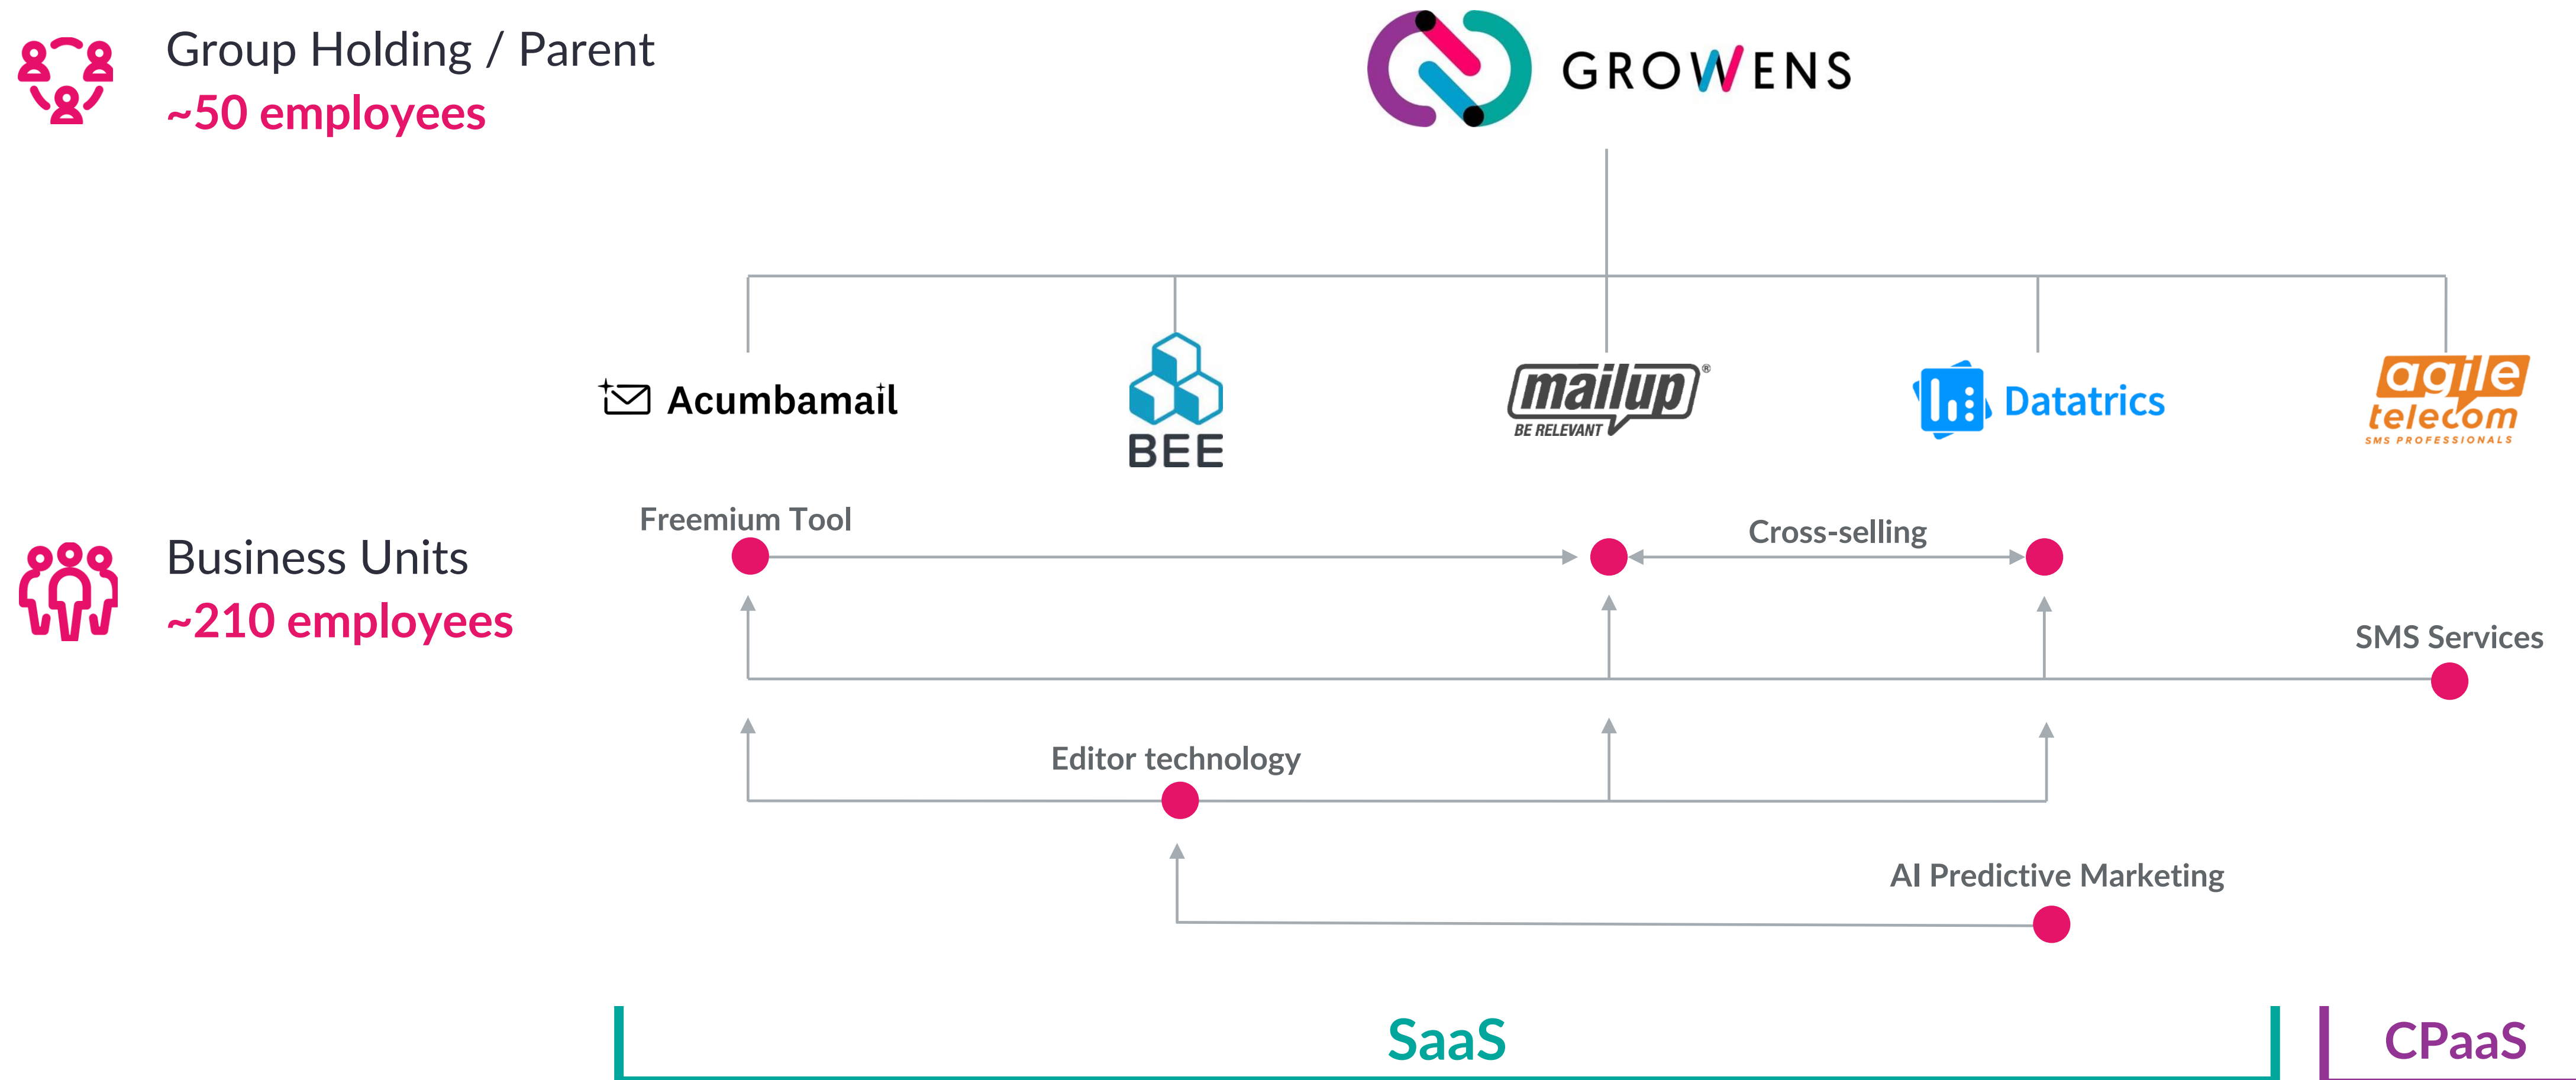 Group Holding / Parent
~50 employees
GROWENS
Acumbamail
BEE
mailup®
BE RELEVANT
Datatrics
agile
telecom
SMS PROFESSIONALS
Freemium Tool
Cross-selling
Business Units
~210 employees
SMS Services
Editor technology
AI Predictive Marketing
SaaS
CPaaS